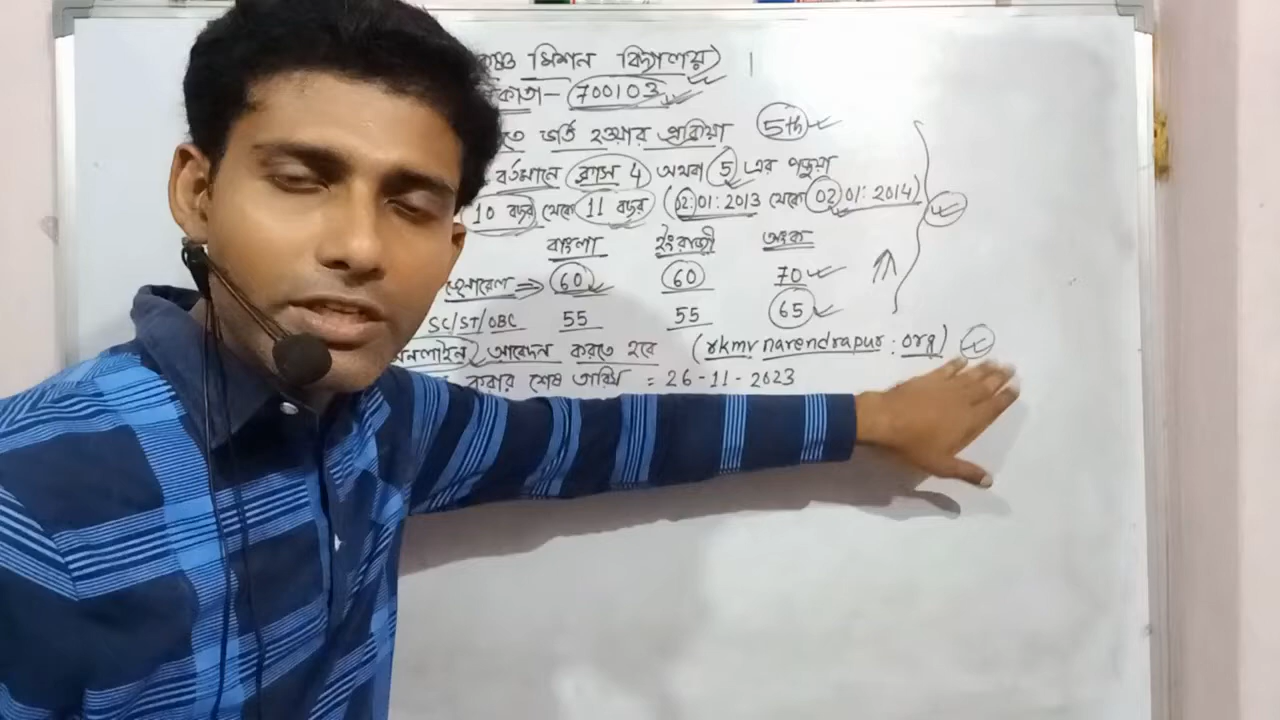 মিশন বিদ্যালয়)
কাতা- 700103
তে ভর্তি হওয়ার প্রক্রিয়া 5th
বর্তমানে ক্লাস 4 অথবা 5 এর পড়ুয়া
10 বছর থেকে 11 বছর (02:01:2013 থেকে 02:01:2014)
বাংলা ইংরাজী অংক
জেনারেল ⇒ 60 60 70
SC/ST/OBC 55 55 65
অনলাইন আবেদন করতে হবে (rkmv narendrapur:org)
করার শেষ তারিখ = 26-11-2023